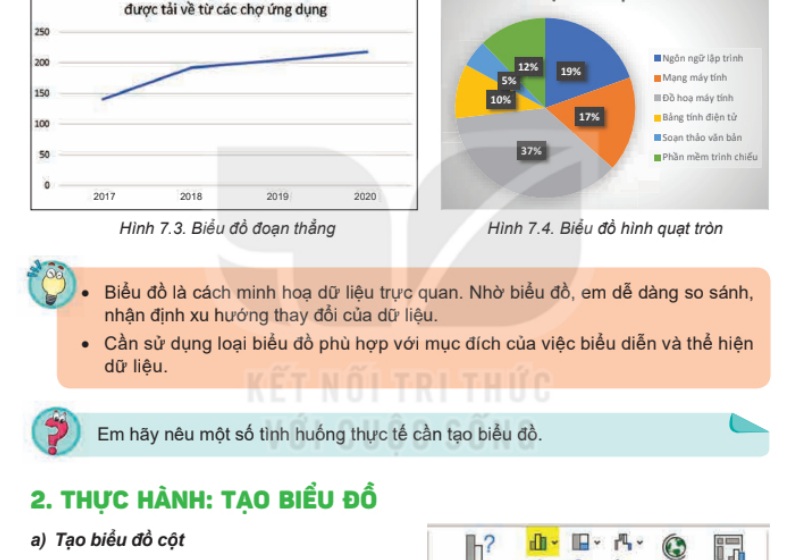 được tải về từ các chợ ứng dụng
250
200
150
100
50
0
2017 2018 2019 2020
Hình 7.3. Biểu đồ đoạn thẳng
19%
17%
37%
10%
5%
12%
Ngôn ngữ lập trình
Mạng máy tính
Đồ hoạ máy tính
Bảng tính điện tử
Soạn thảo văn bản
Phần mềm trình chiếu
Hình 7.4. Biểu đồ hình quạt tròn
• Biểu đồ là cách minh hoạ dữ liệu trực quan. Nhờ biểu đồ, em dễ dàng so sánh,
nhận định xu hướng thay đổi của dữ liệu.
• Cần sử dụng loại biểu đồ phù hợp với mục đích của việc biểu diễn và thể hiện
dữ liệu.
KẾT NỐI TRI THỨC
VỚI CUỘC SỐNG
Em hãy nêu một số tình huống thực tế cần tạo biểu đồ.
2. THỰC HÀNH: TẠO BIỂU ĐỒ
a) Tạo biểu đồ cột